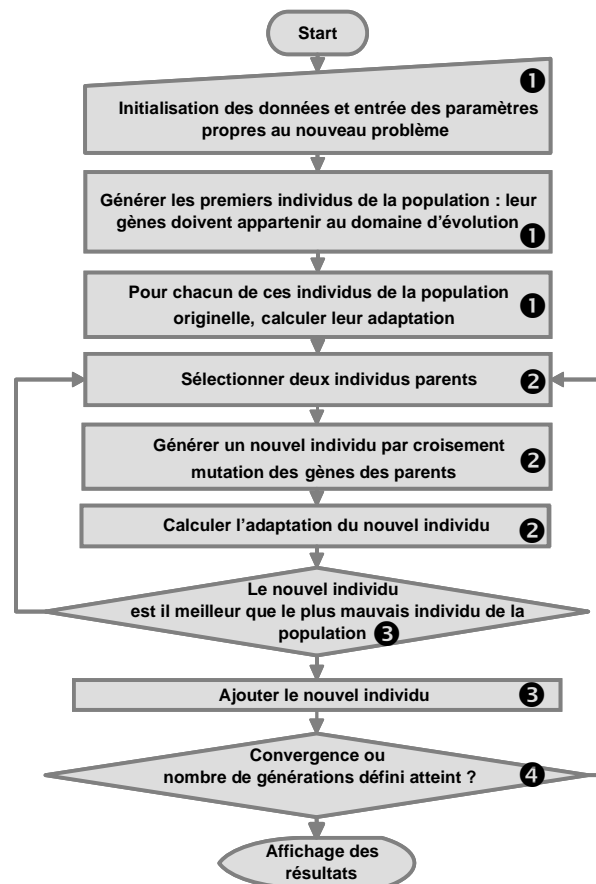 Start
❶
Initialisation des données et entrée des paramètres
propres au nouveau problème
Générer les premiers individus de la population : leur
gènes doivent appartenir au domaine d'évolution ❶
Pour chacun de ces individus de la population
originelle, calculer leur adaptation ❶
Sélectionner deux individus parents ❷
Générer un nouvel individu par croisement
mutation des gènes des parents ❷
Calculer l'adaptation du nouvel individu ❷
Le nouvel individu
est il meilleur que le plus mauvais individu de la
population ❸
Ajouter le nouvel individu ❸
Convergence ou
nombre de générations défini atteint ? ❹
Affichage des
résultats